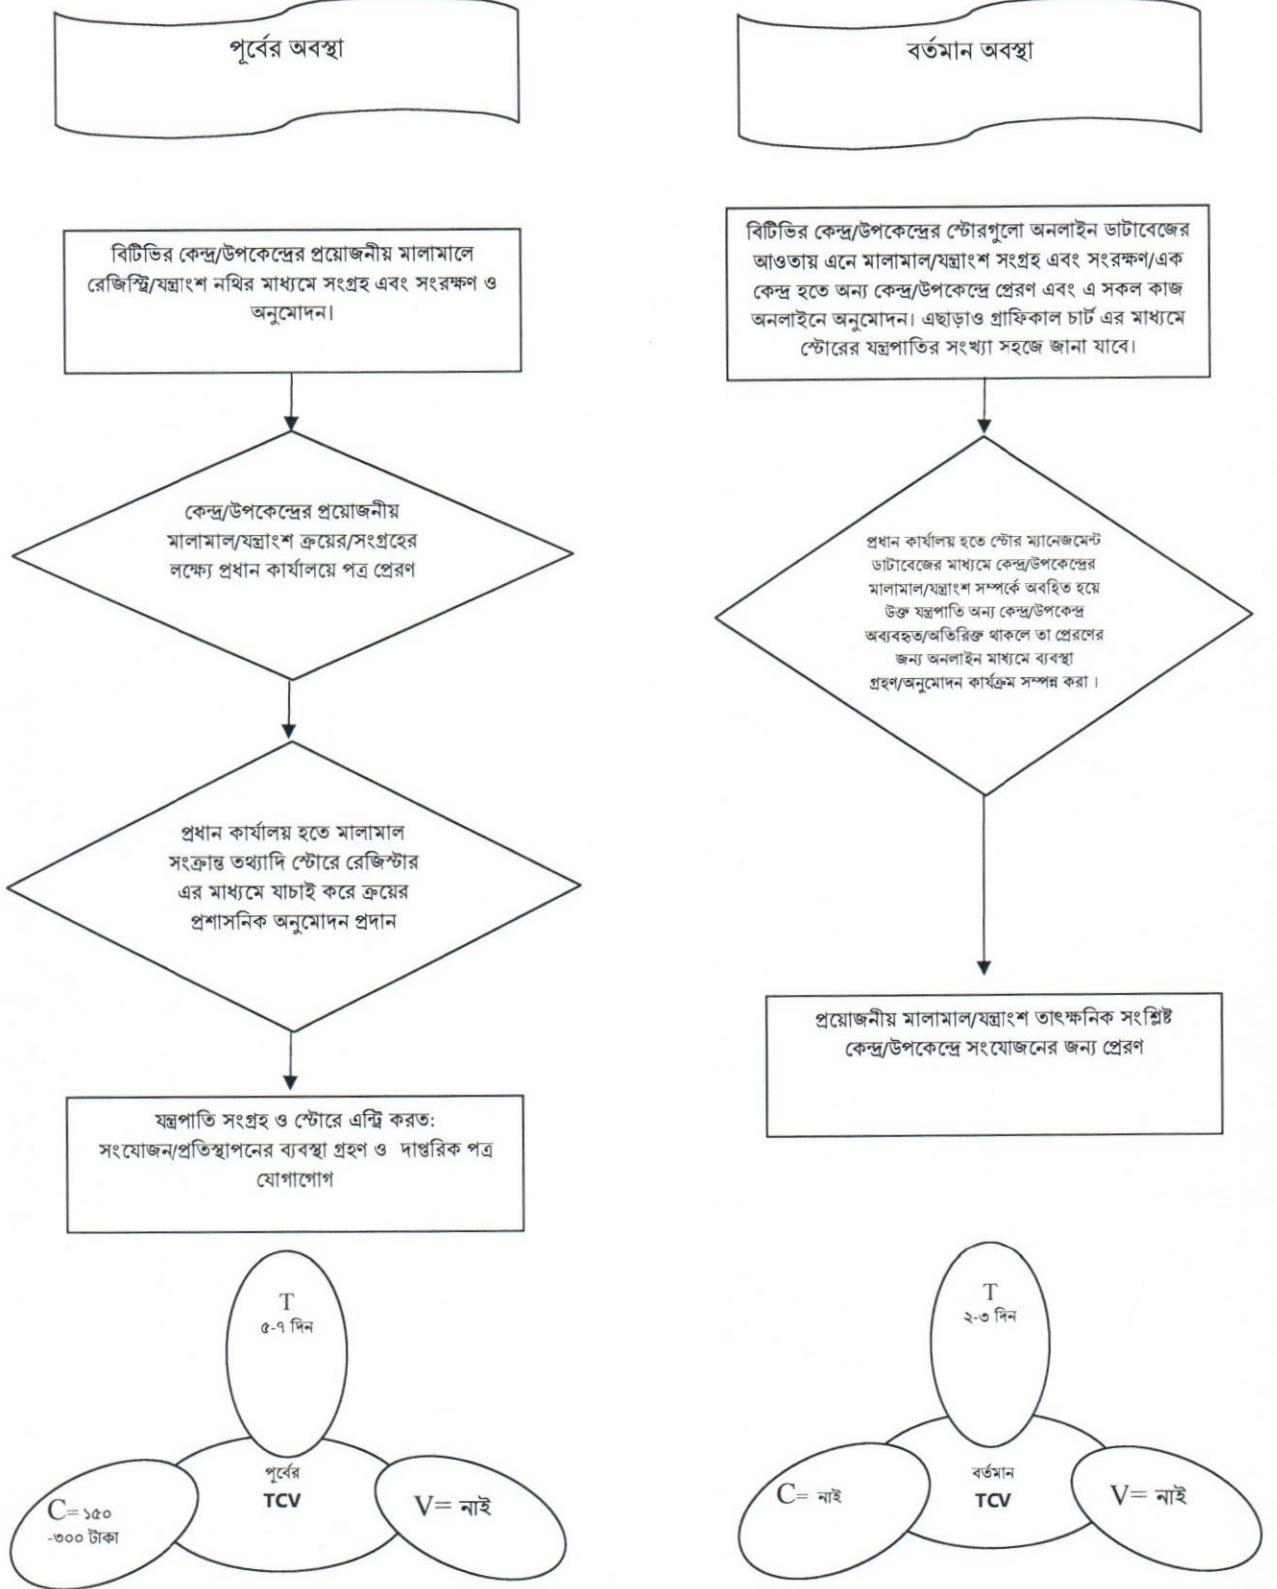 পূর্বের অবস্থা
বিটিভির কেন্দ্র/উপকেন্দ্রের প্রয়োজনীয় মালামালে
রেজিস্ট্রি/যন্ত্রাংশ নথির মাধ্যমে সংগ্রহ এবং সংরক্ষণ ও
অনুমোদন।
কেন্দ্র/উপকেন্দ্রের প্রয়োজনীয়
মালামাল/যন্ত্রাংশ ক্রয়ের/সংগ্রহের
লক্ষ্যে প্রধান কার্যালয়ে পত্র প্রেরণ
প্রধান কার্যালয় হতে মালামাল
সংক্রান্ত তথ্যাদি স্টোরে রেজিস্টার
এর মাধ্যমে যাচাই করে ক্রয়ের
প্রশাসনিক অনুমোদন প্রদান
যন্ত্রপাতি সংগ্রহ ও স্টোরে এন্ট্রি করত:
সংযোজন/প্রতিস্থাপনের ব্যবস্থা গ্রহণ ও দাপ্তরিক পত্র
যোগাগোগ
T
৫-৭ দিন
পূর্বের
TCV
C= ১৫০
-৩০০ টাকা
V= নাই
বর্তমান অবস্থা
বিটিভির কেন্দ্র/উপকেন্দ্রের স্টোরগুলো অনলাইন ডাটাবেজের
আওতায় এনে মালামাল/যন্ত্রাংশ সংগ্রহ এবং সংরক্ষণ/এক
কেন্দ্র হতে অন্য কেন্দ্র/উপকেন্দ্রে প্রেরণ এবং এ সকল কাজ
অনলাইনে অনুমোদন। এছাড়াও গ্রাফিকাল চার্ট এর মাধ্যমে
স্টোরের যন্ত্রপাতির সংখ্যা সহজে জানা যাবে।
প্রধান কার্যালয় হতে স্টোর ম্যানেজমেন্ট
ডাটাবেজের মাধ্যমে কেন্দ্র/উপকেন্দ্রের
মালামাল/যন্ত্রাংশ সম্পর্কে অবহিত হয়ে
উক্ত যন্ত্রপাতি অন্য কেন্দ্র/উপকেন্দ্র
অব্যবহৃত/অতিরিক্ত থাকলে তা প্রেরণের
জন্য অনলাইন মাধ্যমে ব্যবস্থা
গ্রহণ/অনুমোদন কার্যক্রম সম্পন্ন করা।
প্রয়োজনীয় মালামাল/যন্ত্রাংশ তাৎক্ষনিক সংশ্লিষ্ট
কেন্দ্র/উপকেন্দ্রে সংযোজনের জন্য প্রেরণ
T
২-৩ দিন
বর্তমান
TCV
C= নাই
V= নাই